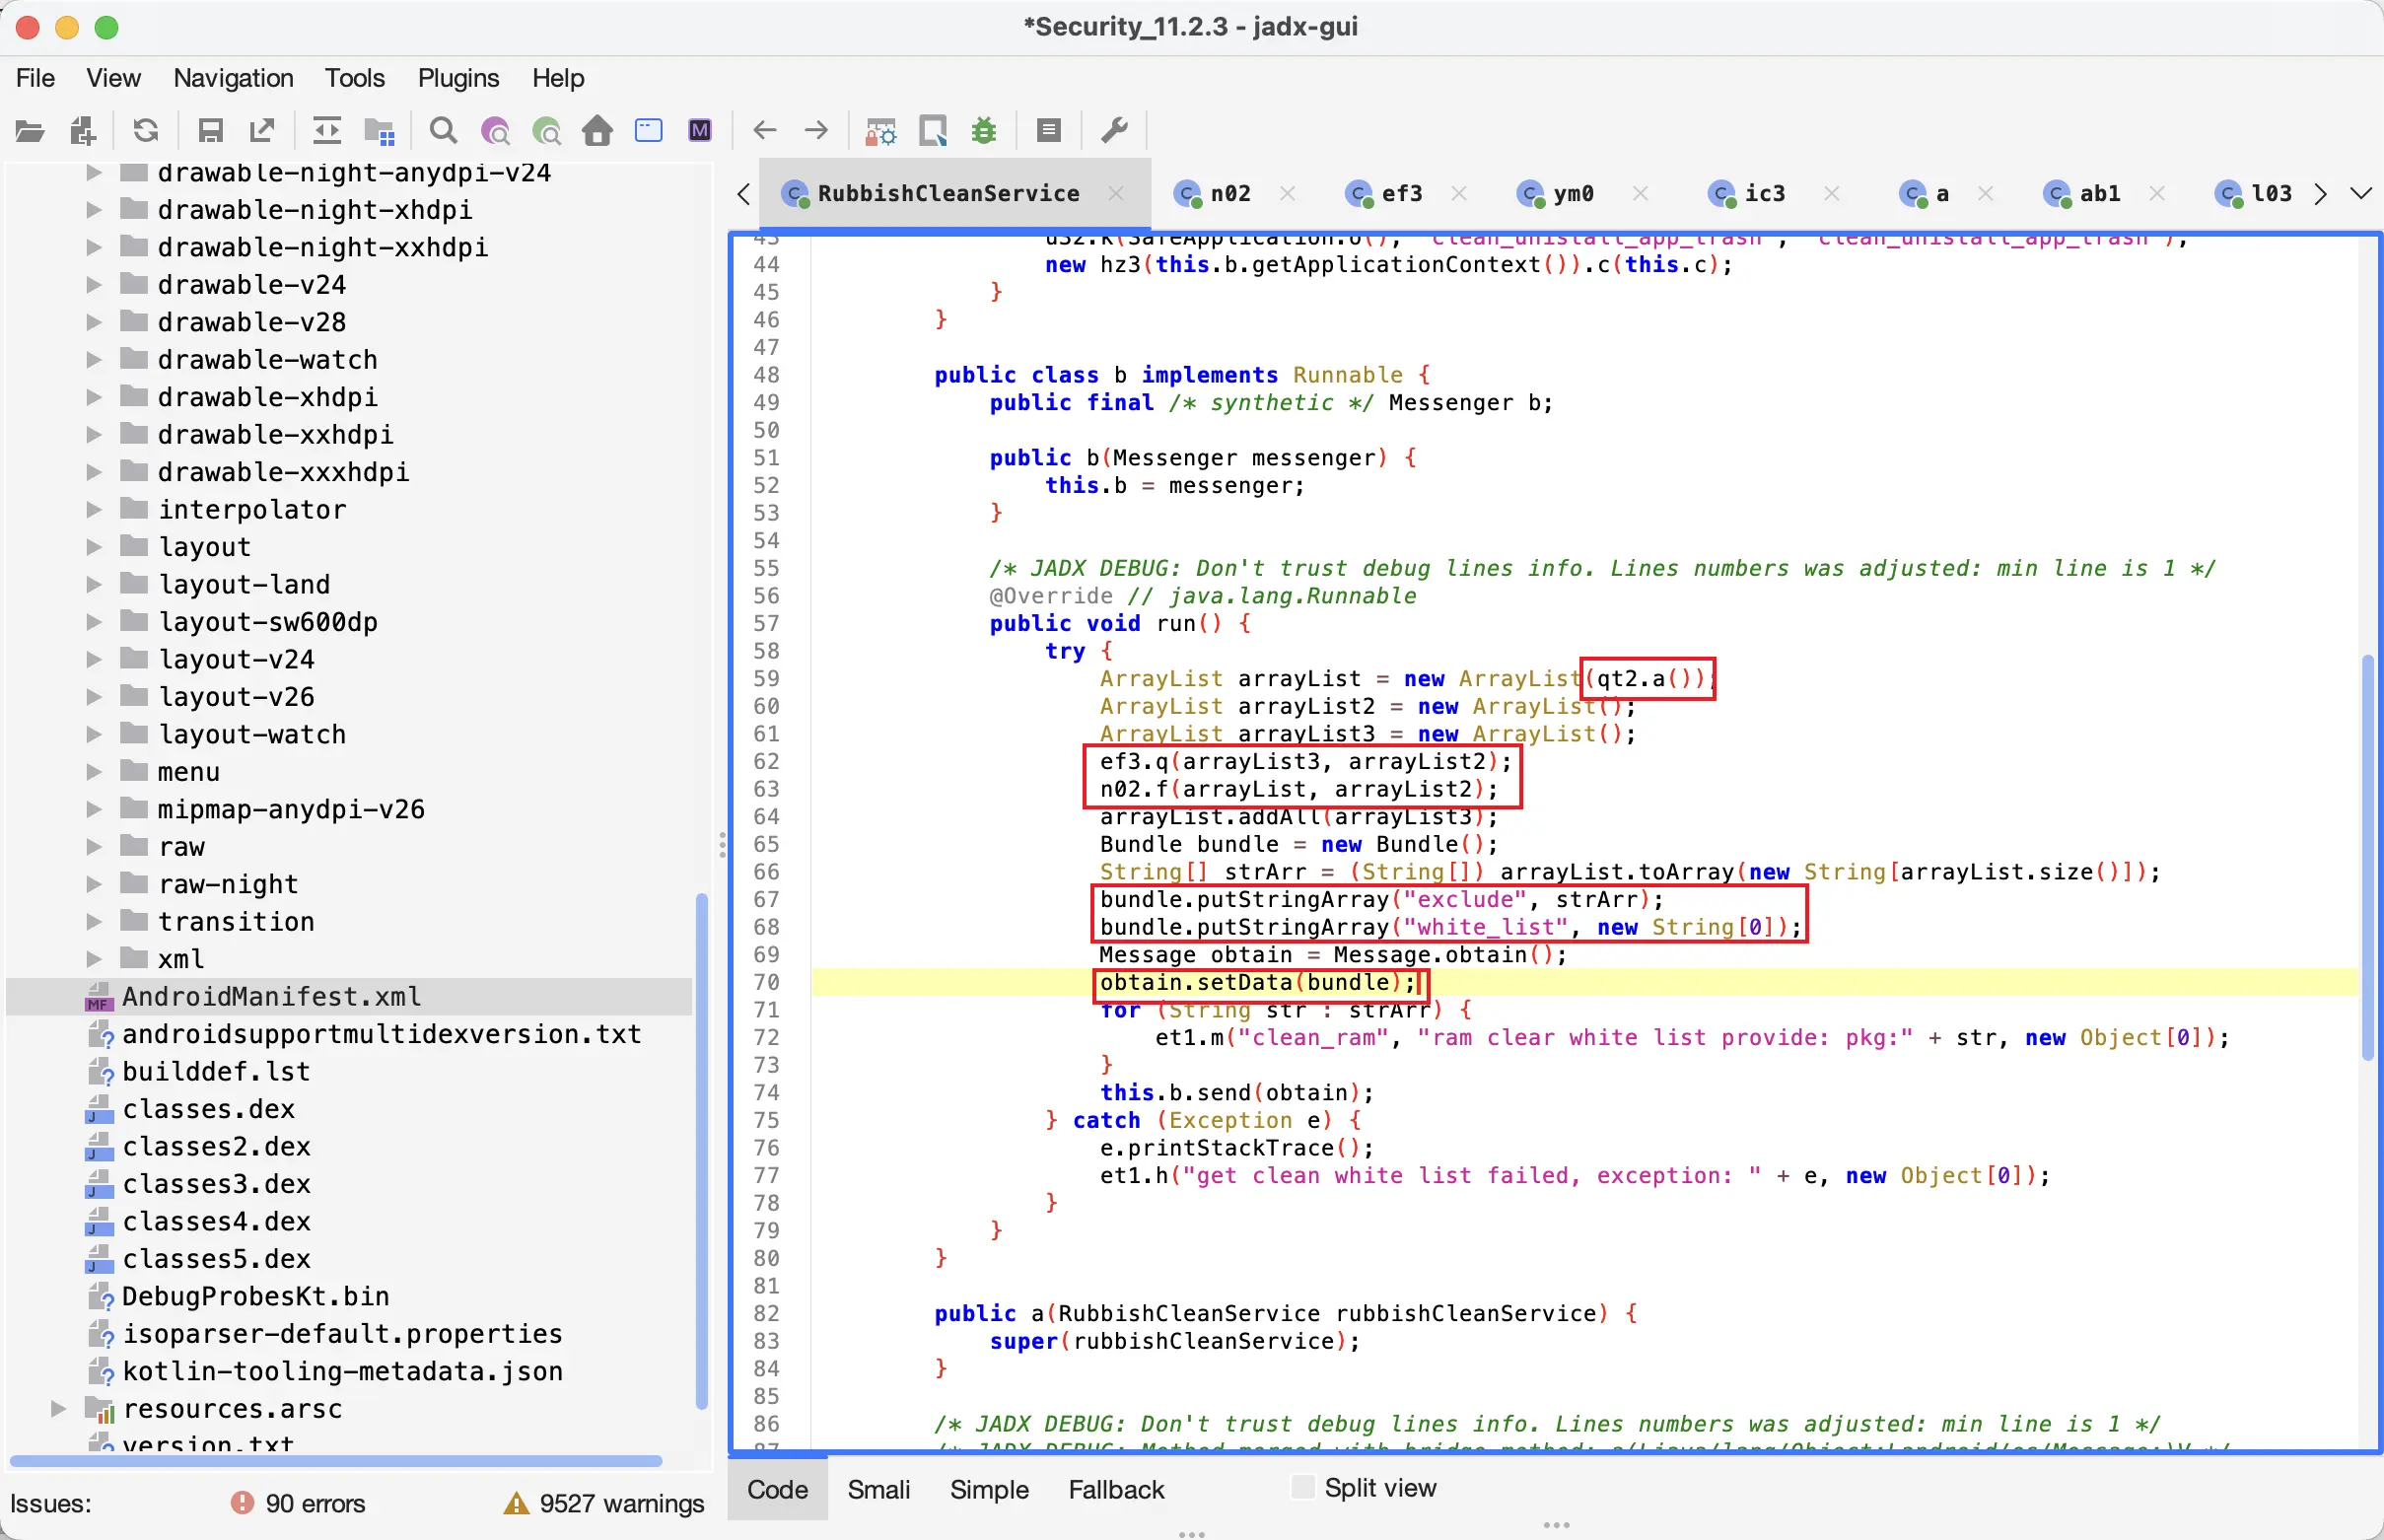 *Security_11.2.3 - jadx-gui
File View Navigation Tools Plugins Help
drawable-night-anydpi-v24
drawable-night-xhdpi
drawable-night-xxhdpi
drawable-v24
drawable-v28
drawable-watch
drawable-xhdpi
drawable-xxhdpi
drawable-xxxhdpi
interpolator
layout
layout-land
layout-sw600dp
layout-v24
layout-v26
layout-watch
menu
mipmap-anydpi-v26
raw
raw-night
transition
xml
MF AndroidManifest.xml
androidsupportmultidexversion.txt
builddef.lst
classes.dex
classes2.dex
classes3.dex
classes4.dex
classes5.dex
DebugProbesKt.bin
isoparser-default.properties
kotlin-tooling-metadata.json
resources.arsc
version.txt
Issues: 90 errors 9527 warnings
RubbishCleanService n02 ef3 ym0 ic3 a ab1 l03
44 new hz3(this.b.getApplicationContext()).c(this.c);
45 }
46 }
47
48 public class b implements Runnable {
49 public final /* synthetic */ Messenger b;
50
51 public b(Messenger messenger) {
52 this.b = messenger;
53 }
54
55 /* JADX DEBUG: Don't trust debug lines info. Lines numbers was adjusted: min line is 1 */
56 @Override // java.lang.Runnable
57 public void run() {
58 try {
59 ArrayList arrayList = new ArrayList(qt2.a());
60 ArrayList arrayList2 = new ArrayList();
61 ArrayList arrayList3 = new ArrayList();
62 ef3.q(arrayList3, arrayList2);
63 n02.f(arrayList, arrayList2);
64 arrayList.addAll(arrayList3);
65 Bundle bundle = new Bundle();
66 String[] strArr = (String[]) arrayList.toArray(new String[arrayList.size()]);
67 bundle.putStringArray("exclude", strArr);
68 bundle.putStringArray("white_list", new String[0]);
69 Message obtain = Message.obtain();
70 obtain.setData(bundle);
71 for (String str : strArr) {
72 et1.m("clean_ram", "ram clear white list provide: pkg:" + str, new Object[0]);
73 }
74 this.b.send(obtain);
75 } catch (Exception e) {
76 e.printStackTrace();
77 et1.h("get clean white list failed, exception: " + e, new Object[0]);
78 }
79 }
80 }
81
82 public a(RubbishCleanService rubbishCleanService) {
83 super(rubbishCleanService);
84 }
85
86 /* JADX DEBUG: Don't trust debug lines info. Lines numbers was adjusted: min line is 1 */
Code Smali Simple Fallback Split view